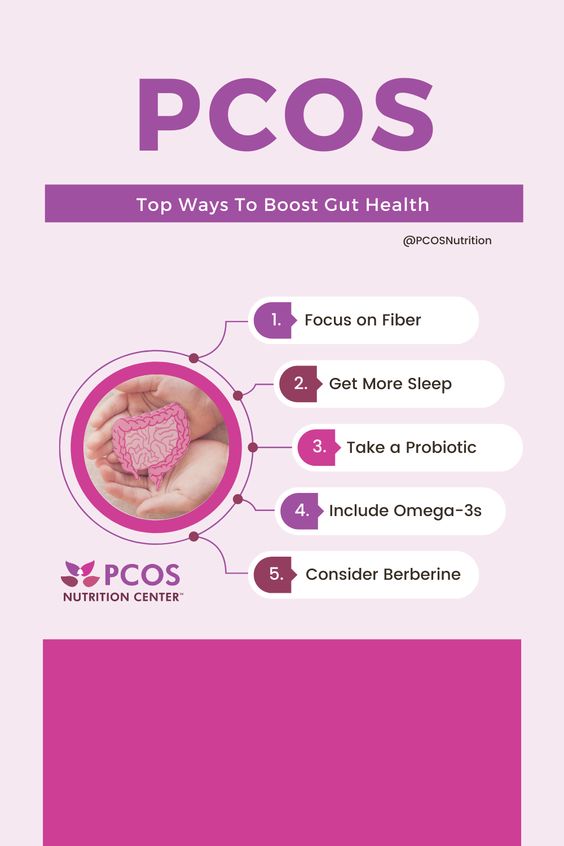 PCOS
Top Ways To Boost Gut Health
@PCOSNutrition
1. Focus on Fiber
2. Get More Sleep
3. Take a Probiotic
4. Include Omega-3s
5. Consider Berberine
PCOS
NUTRITION CENTER™